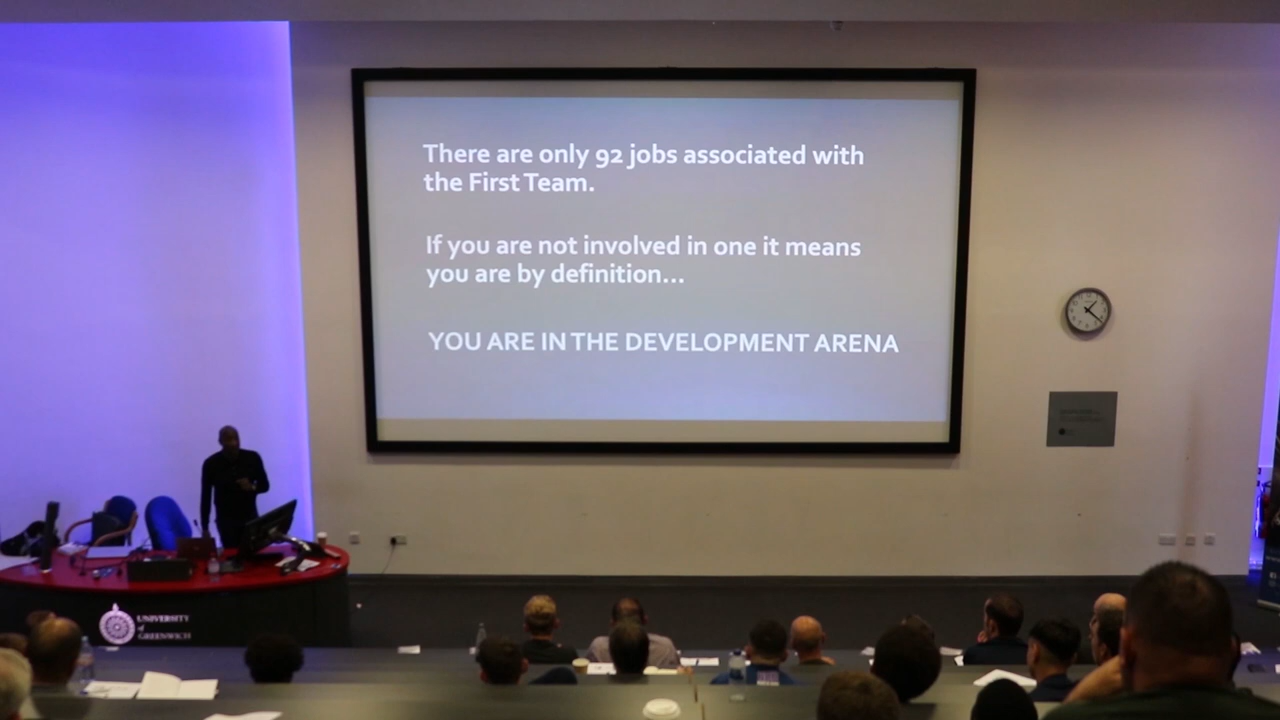 There are only 92 jobs associated with
the First Team.
If you are not involved in one it means
you are by definition...
YOU ARE IN THE DEVELOPMENT ARENA
UNIVERSITY
of
GREENWICH